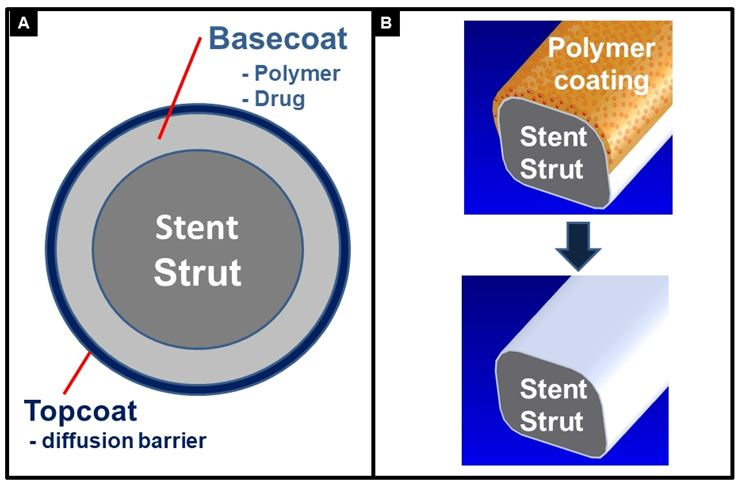 A
Basecoat
- Polymer
- Drug
Stent
Strut
Topcoat
- diffusion barrier
B
Polymer
coating
Stent
Strut
Stent
Strut